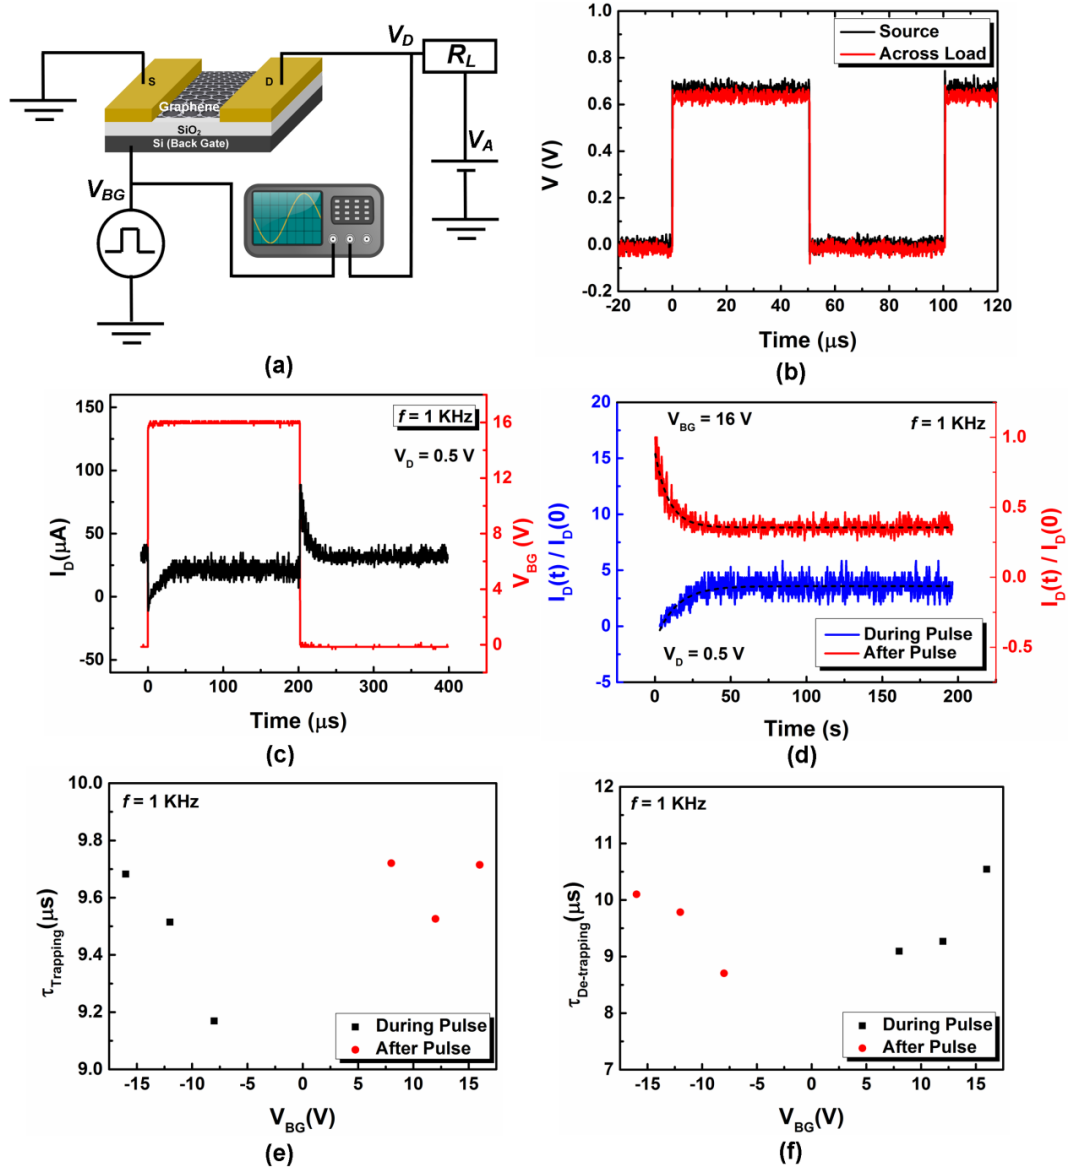 V_D
R_L
S
D
Graphene
SiO₂
Si (Back Gate)
V_A
V_BG
(a)
1.0
0.8
0.6
0.4
0.2
0.0
-0.2
V (V)
Source
Across Load
-20 0 20 40 60 80 100 120
Time (μs)
(b)
150
100
50
0
-50
I_D(μA)
f = 1 KHz
V_D = 0.5 V
16
12
8
4
0
V_BG (V)
0 100 200 300 400
Time (μs)
(c)
20
15
10
5
0
-5
I_D(t) / I_D(0)
V_BG = 16 V
f = 1 KHz
1.0
0.5
0.0
-0.5
I_D(t) / I_D(0)
During Pulse
After Pulse
V_D = 0.5 V
0 50 100 150 200
Time (s)
(d)
10.0
9.8
9.6
9.4
9.2
9.0
τ_Trapping(μs)
f = 1 KHz
During Pulse
After Pulse
-15 -10 -5 0 5 10 15
V_BG(V)
(e)
12
11
10
9
8
7
τ_De-trapping(μs)
f = 1 KHz
During Pulse
After Pulse
-15 -10 -5 0 5 10 15
V_BG(V)
(f)